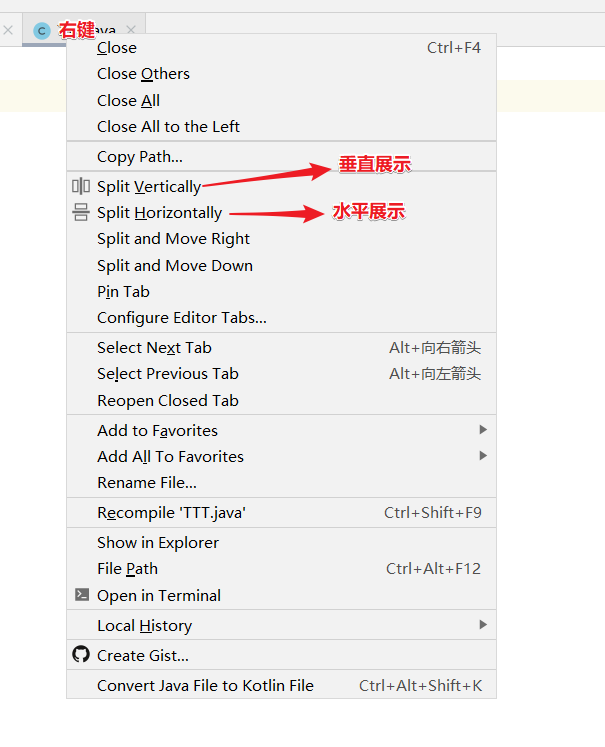 右键
Close Ctrl+F4
Close Others
Close All
Close All to the Left
Copy Path...
Split Vertically 垂直展示
Split Horizontally 水平展示
Split and Move Right
Split and Move Down
Pin Tab
Configure Editor Tabs...
Select Next Tab Alt+向右箭头
Select Previous Tab Alt+向左箭头
Reopen Closed Tab
Add to Favorites
Add All To Favorites
Rename File...
Recompile 'TTT.java' Ctrl+Shift+F9
Show in Explorer
File Path Ctrl+Alt+F12
Open in Terminal
Local History
Create Gist...
Convert Java File to Kotlin File Ctrl+Alt+Shift+K